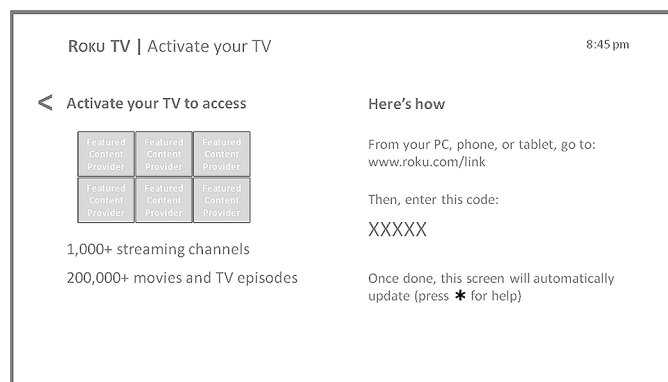 ROKU TV | Activate your TV
8:45 pm
< Activate your TV to access
Featured Content Provider
Featured Content Provider
Featured Content Provider
Featured Content Provider
Featured Content Provider
Featured Content Provider
1,000+ streaming channels
200,000+ movies and TV episodes
Here's how
From your PC, phone, or tablet, go to:
www.roku.com/link
Then, enter this code:
XXXXX
Once done, this screen will automatically
update (press * for help)